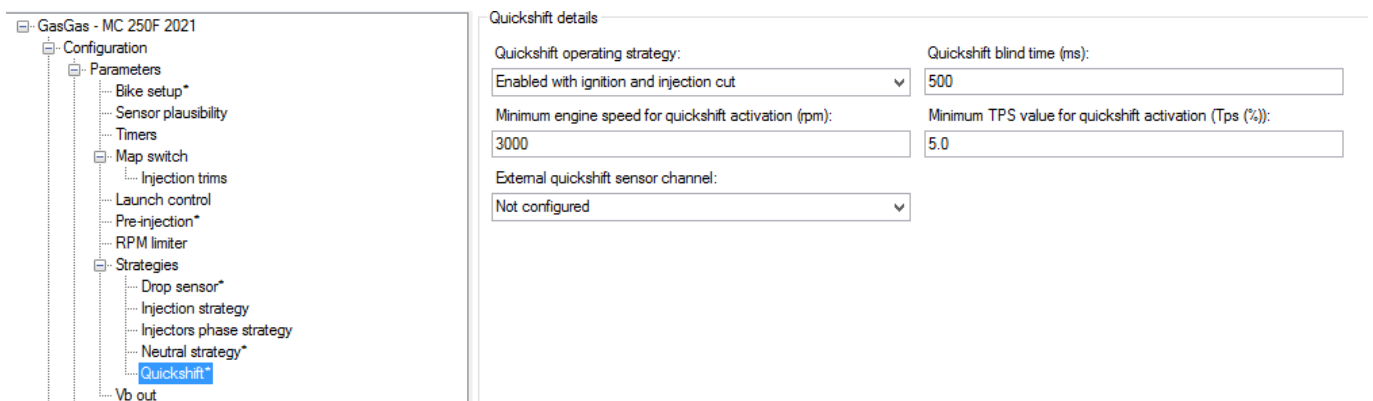 GasGas - MC 250F 2021
Configuration
Parameters
Bike setup*
Sensor plausibility
Timers
Map switch
Injection trims
Launch control
Pre-injection*
RPM limiter
Strategies
Drop sensor*
Injection strategy
Injectors phase strategy
Neutral strategy*
Quickshift*
Vb out
Quickshift details
Quickshift operating strategy:
Enabled with ignition and injection cut
Quickshift blind time (ms):
500
Minimum engine speed for quickshift activation (rpm):
3000
Minimum TPS value for quickshift activation (Tps (%)):
5.0
External quickshift sensor channel:
Not configured